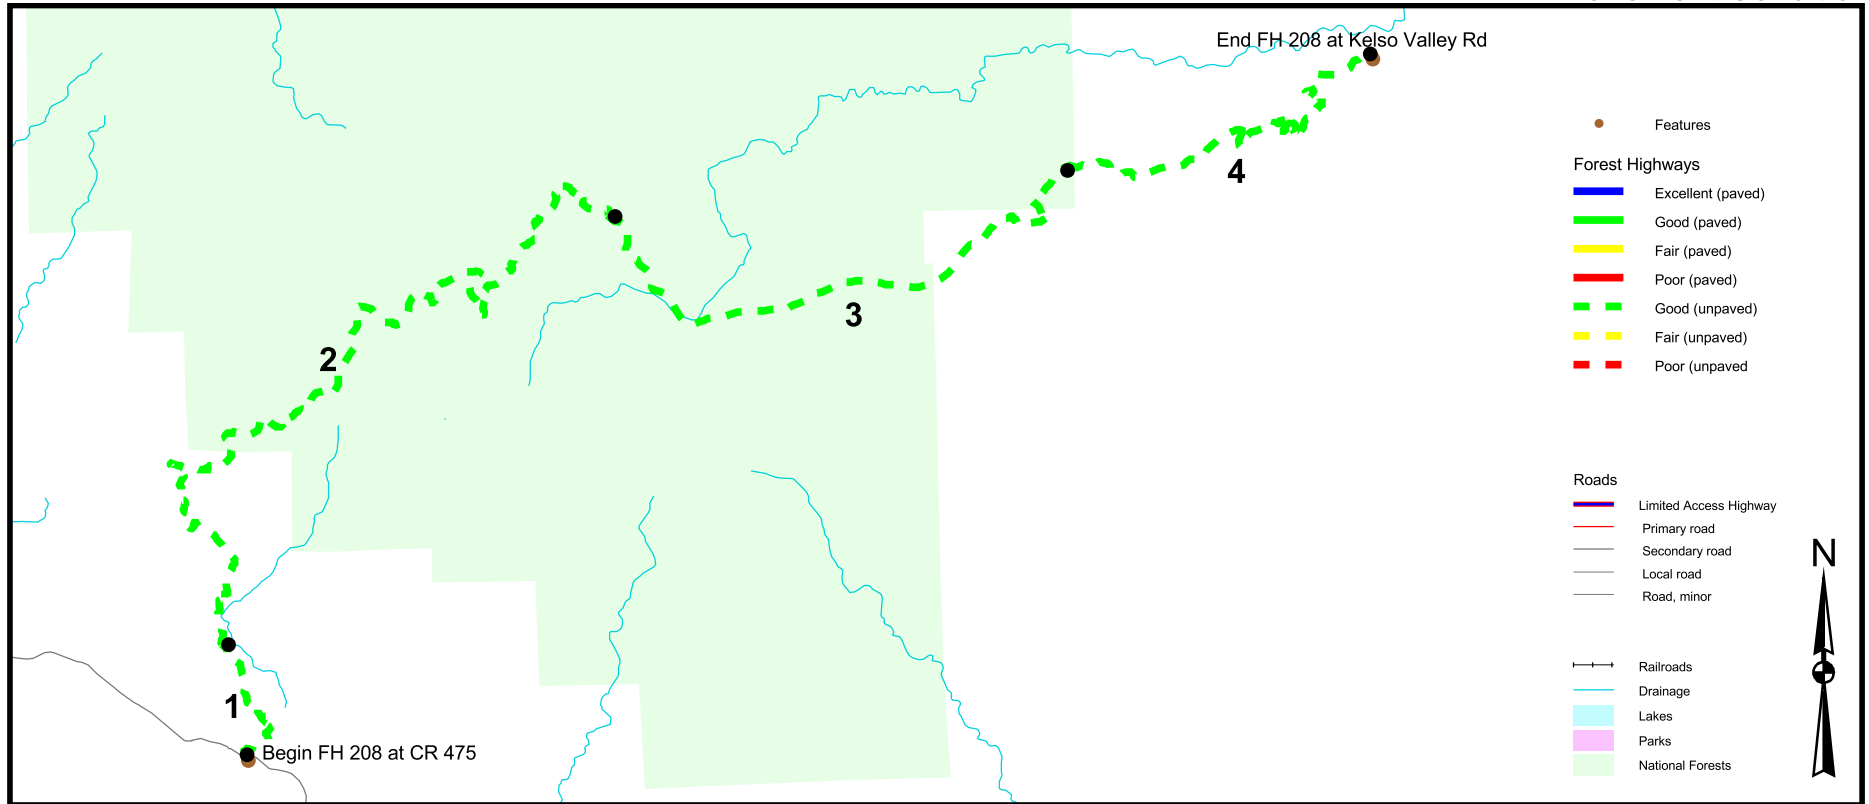 End FH 208 at Kelso Valley Rd
Features
Forest Highways
Excellent (paved)
Good (paved)
Fair (paved)
Poor (paved)
Good (unpaved)
Fair (unpaved)
Poor (unpaved
4
3
2
1
Begin FH 208 at CR 475
Roads
Limited Access Highway
Primary road
Secondary road
Local road
Road, minor
N
Railroads
Drainage
Lakes
Parks
National Forests